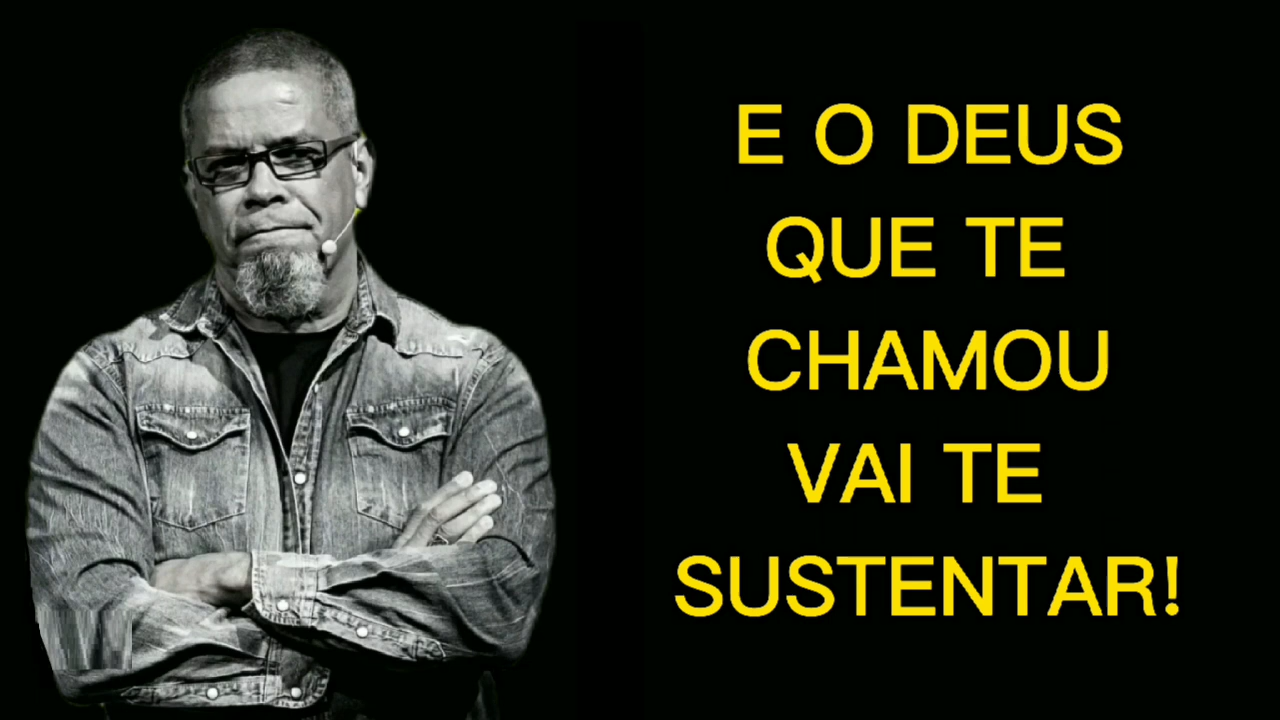 E O DEUS
QUE TE
CHAMOU
VAI TE
SUSTENTAR!